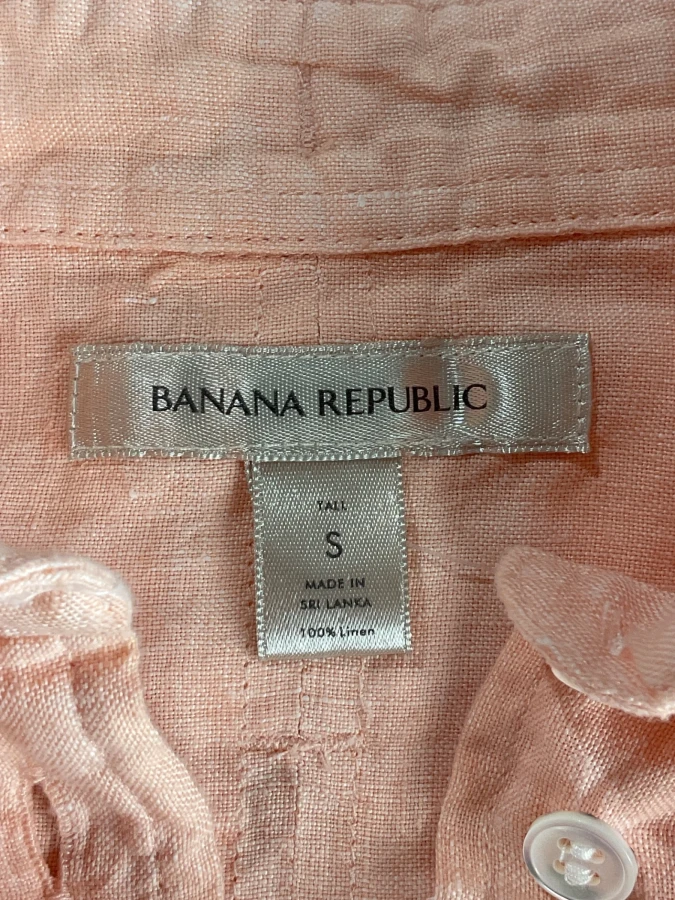 BANANA REPUBLIC
TALL
S
MADE IN
SRI LANKA
100% Linen